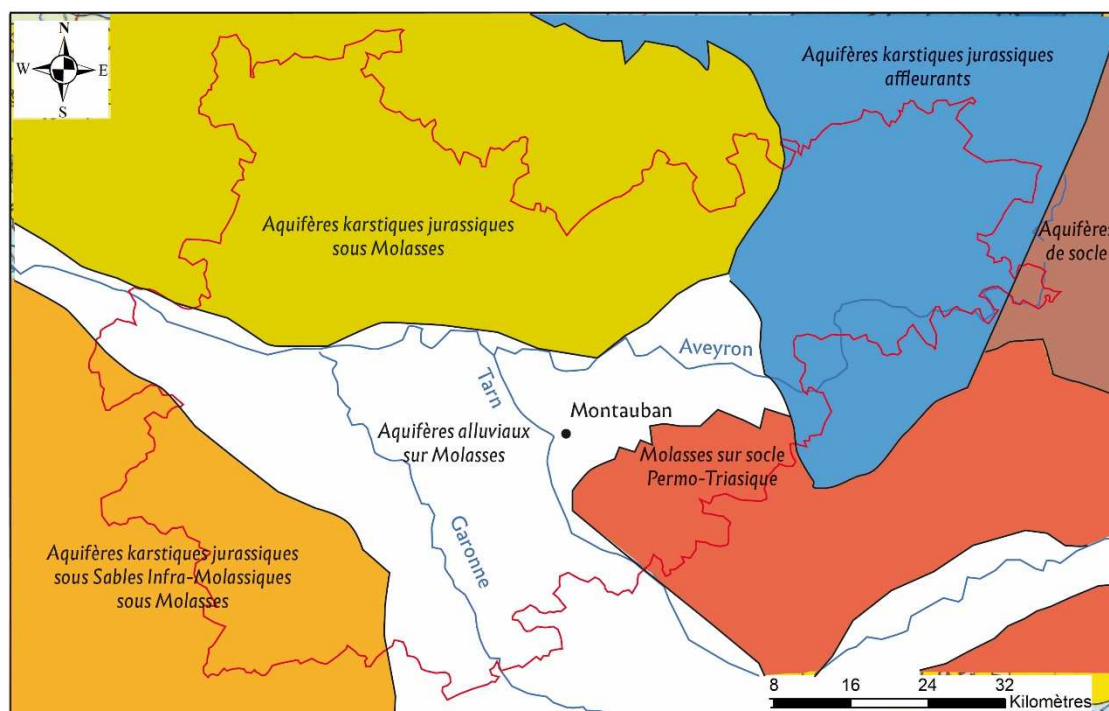 N
W E
S
Aquifères karstiques jurassiques
affleurants
Aquifères karstiques jurassiques
sous Molasses
Aquifères
de socle
Aveyron
Tarn
Montauban
Aquifères alluviaux
sur Molasses
Molasses sur socle
Permo-Triasique
Garonne
Aquifères karstiques jurassiques
sous Sables Infra-Molassiques
sous Molasses
8 16 24 32
Kilomètres